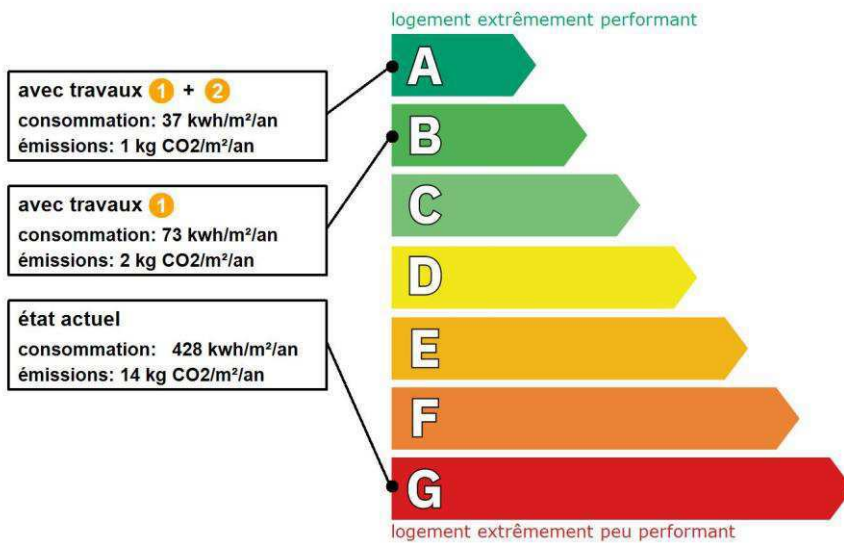 logement extrêmement performant
A
avec travaux 1 + 2
consommation: 37 kwh/m²/an
émissions: 1 kg CO2/m²/an
B
avec travaux 1
consommation: 73 kwh/m²/an
émissions: 2 kg CO2/m²/an
C
D
état actuel
consommation: 428 kwh/m²/an
émissions: 14 kg CO2/m²/an
E
F
G
logement extrêmement peu performant